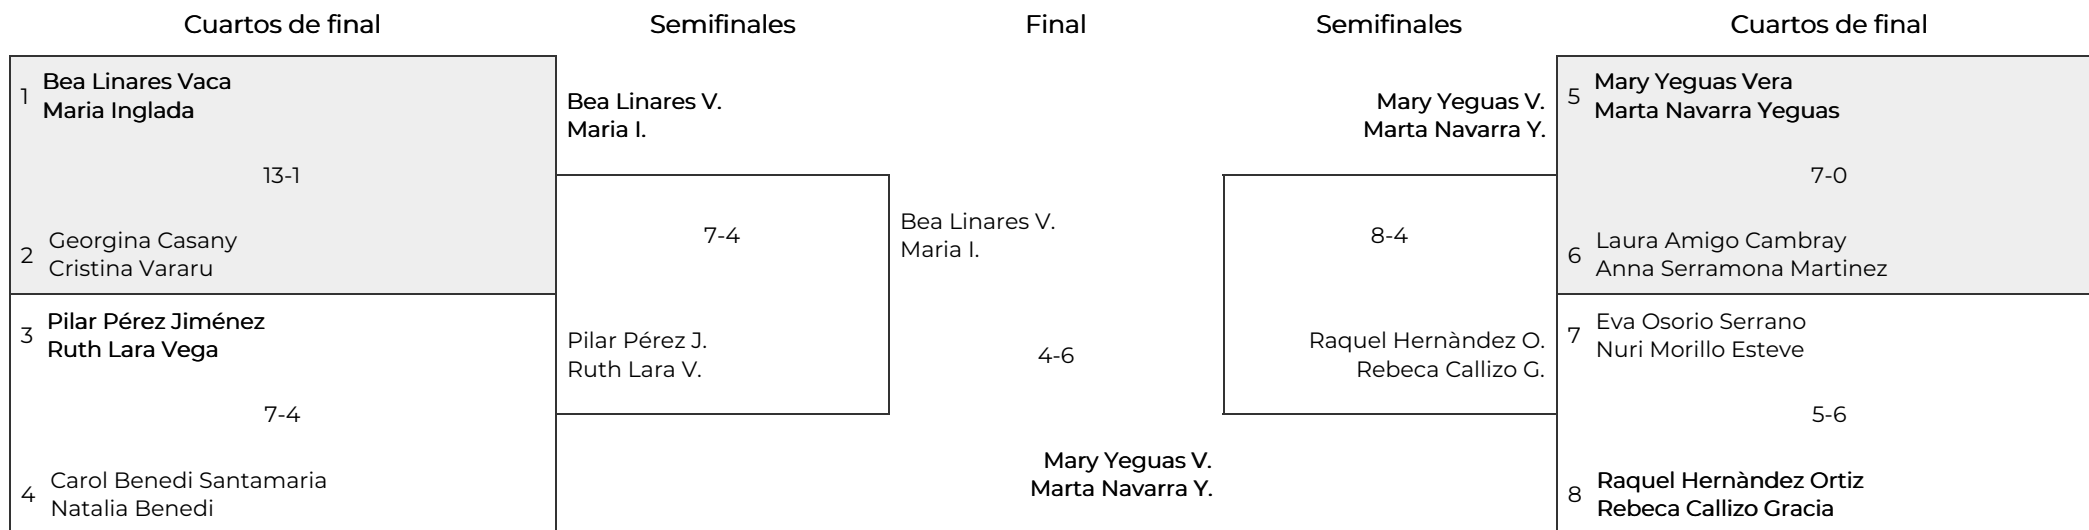 Cuartos de final
Semifinales
Final
Semifinales
Cuartos de final
1
Bea Linares Vaca
Maria Inglada
13-1
2
Georgina Casany
Cristina Vararu
3
Pilar Pérez Jiménez
Ruth Lara Vega
7-4
4
Carol Benedi Santamaria
Natalia Benedi
Bea Linares V.
Maria I.
7-4
Pilar Pérez J.
Ruth Lara V.
Bea Linares V.
Maria I.
4-6
Mary Yeguas V.
Marta Navarra Y.
Mary Yeguas V.
Marta Navarra Y.
8-4
Raquel Hernàndez O.
Rebeca Callizo G.
5
Mary Yeguas Vera
Marta Navarra Yeguas
7-0
6
Laura Amigo Cambray
Anna Serramona Martinez
7
Eva Osorio Serrano
Nuri Morillo Esteve
5-6
8
Raquel Hernàndez Ortiz
Rebeca Callizo Gracia